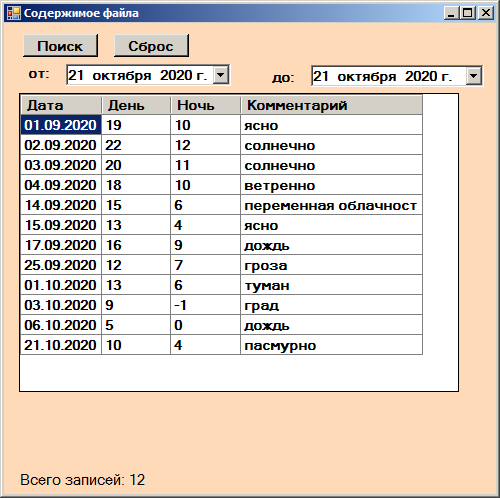 Содержимое файла
Поиск Сброс
от: 21 октября 2020 г. до: 21 октября 2020 г.
Дата День Ночь Комментарий
01.09.2020 19 10 ясно
02.09.2020 22 12 солнечно
03.09.2020 20 11 солнечно
04.09.2020 18 10 ветренно
14.09.2020 15 6 переменная облачност
15.09.2020 13 4 ясно
17.09.2020 16 9 дождь
25.09.2020 12 7 гроза
01.10.2020 13 6 туман
03.10.2020 9 -1 град
06.10.2020 5 0 дождь
21.10.2020 10 4 пасмурно
Всего записей: 12